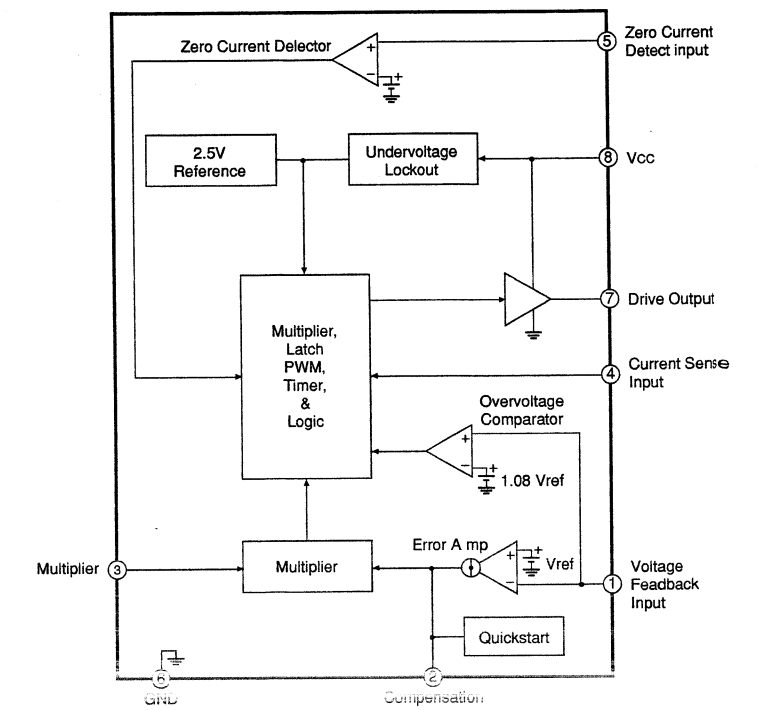 Zero Current Delector
+
−
+
5
Zero Current
Detect input
2.5V
Reference
Undervoltage
Lockout
8
Vcc
Multiplier,
Latch
PWM,
Timer,
&
Logic
7
Drive Output
4
Current Sense
Input
Overvoltage
Comparator
+
−
+
1.08 Vref
Error A mp
+
−
+
Vref
Multiplier
3
Multiplier
1
Voltage
Feadback
Input
Quickstart
6
GND
2
Compensation